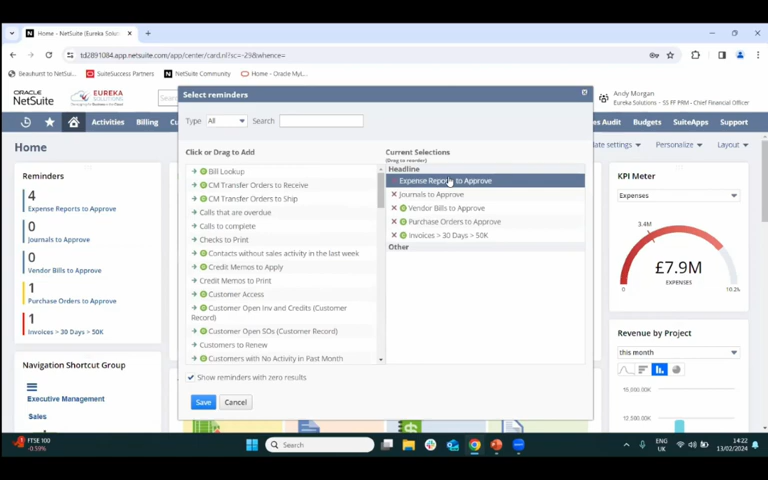 Home - NetSuite (Eureka Solut
td2891084.app.netsuite.com/app/center/card.nl?sc=-29&whence=
Beauhurst to NetSui...
SuiteSuccess Partners
NetSuite Community
Home - Oracle MyL...
ORACLE
NetSuite
EUREKA
SOLUTIONS
Sear
Andy Morgan
Eureka Solutions - SS FF PRM - Chief Financial Officer
Activities
Billing
Cus
s Audit
Budgets
SuiteApps
Support
Home
date settings
Personalize
Layout
Select reminders
Type
All
Search
Click or Drag to Add
Current Selections
(Drag to reorder)
Bill Lookup
CM Transfer Orders to Receive
CM Transfer Orders to Ship
Calls that are overdue
Calls to complete
Checks to Print
Contacts without sales activity in the last week
Credit Memos to Apply
Credit Memos to Print
Customer Access
Customer Open Inv and Credits (Customer
Record)
Customer Open SOs (Customer Record)
Customers to Renew
Customers with No Activity in Past Month
Headline
Expense Reports to Approve
Journals to Approve
Vendor Bills to Approve
Purchase Orders to Approve
Invoices > 30 Days > 50K
Other
Show reminders with zero results
Save
Cancel
Reminders
4
Expense Reports to Approve
0
Journals to Approve
0
Vendor Bills to Approve
1
Purchase Orders to Approve
1
Invoices > 30 Days > 50K
Navigation Shortcut Group
Executive Management
Sales
KPI Meter
Expenses
3.4M
£7.9M
0
10.2M
Revenue by Project
this month
15,000.00K
12,500.00K
FTSE 100
-0.59%
Search
ENG
UK
14:22
13/02/2024